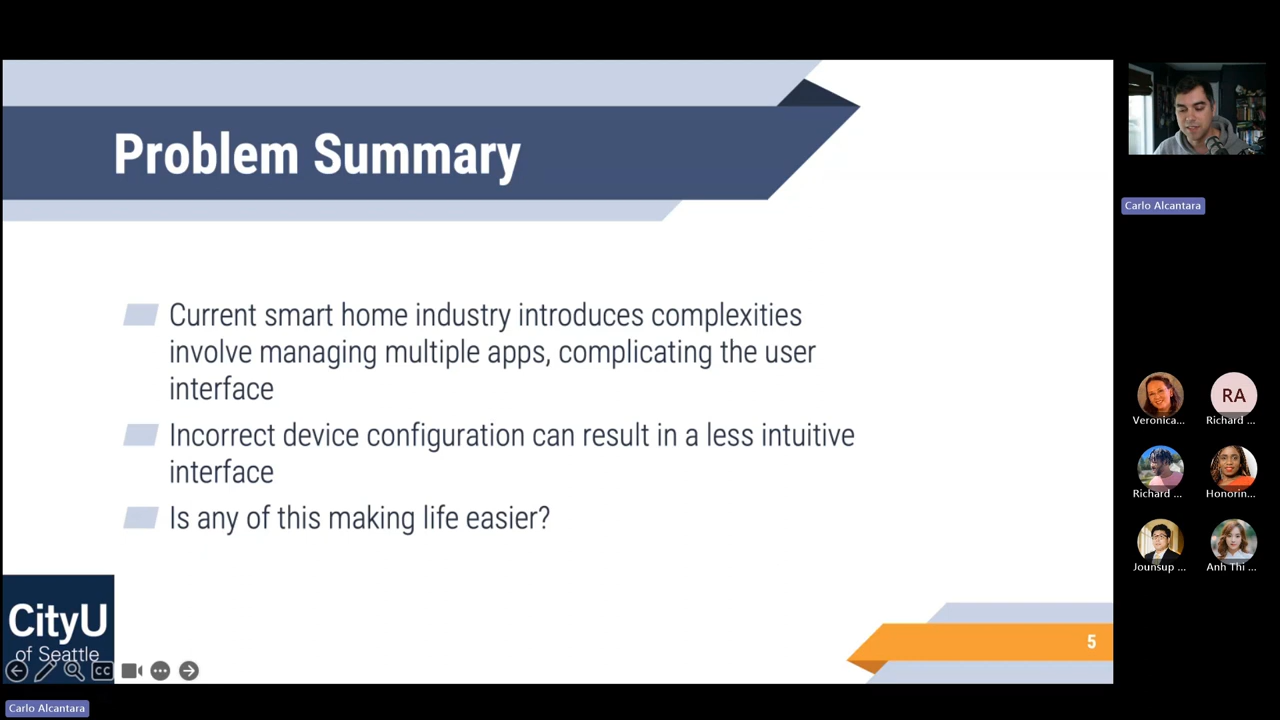 Problem Summary
Current smart home industry introduces complexities
involve managing multiple apps, complicating the user
interface
Incorrect device configuration can result in a less intuitive
interface
Is any of this making life easier?
CityU
of Seattle
CC
5
Carlo Alcantara
Carlo Alcantara
RA
Veronica...
Richard ...
Richard ...
Honorin...
Jounsup ...
Anh Thi ...